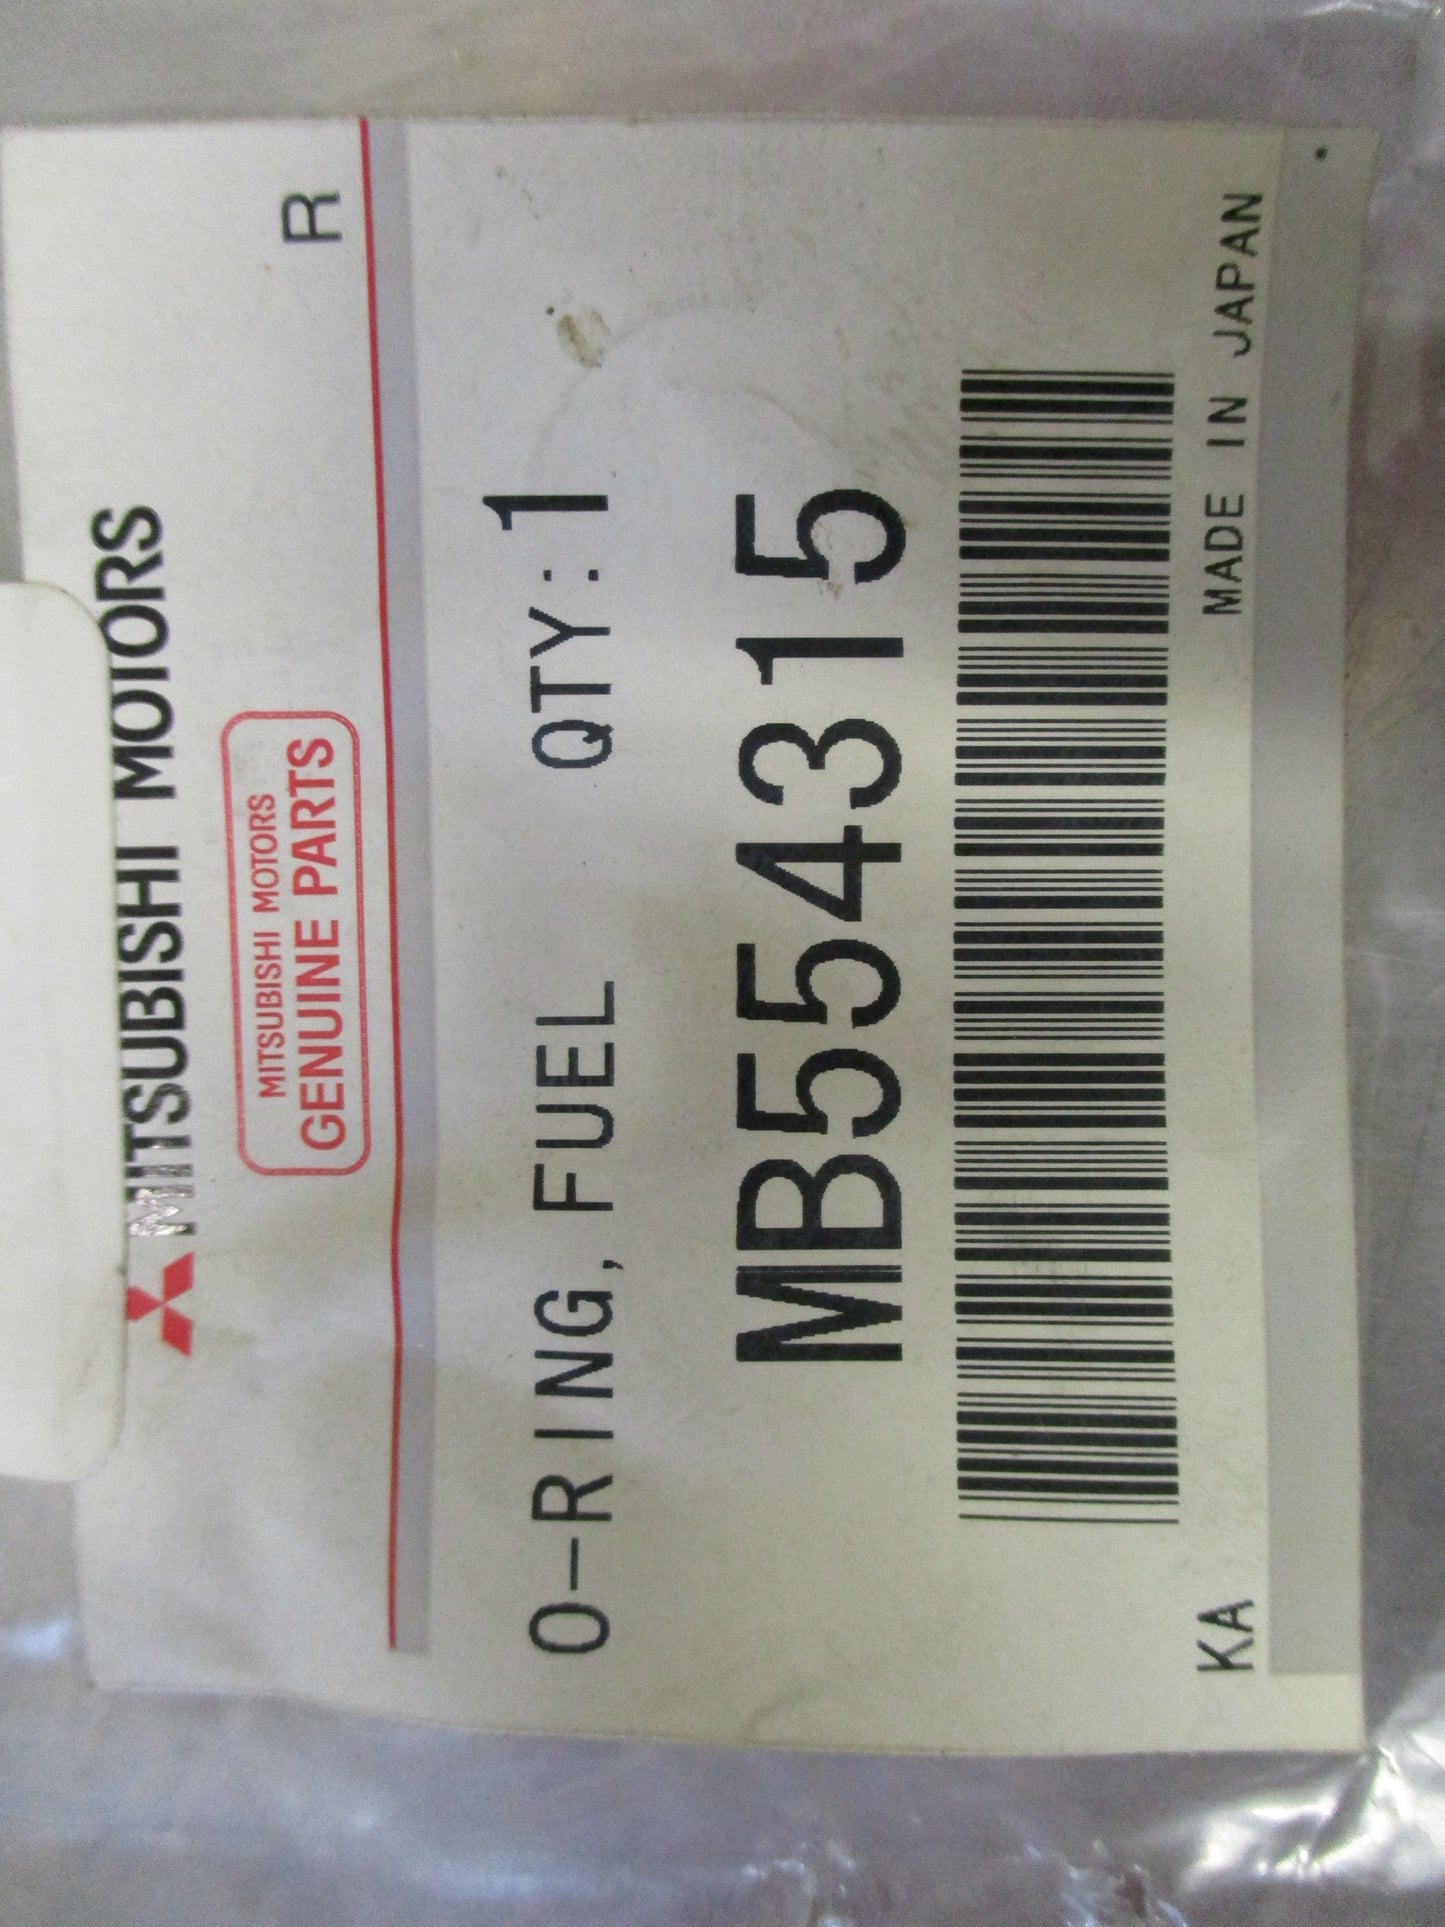 MITSUBISHI MOTORS
MITSUBISHI MOTORS
GENUINE PARTS
R
O-RING, FUEL QTY:1
MB554315
KA MADE IN JAPAN